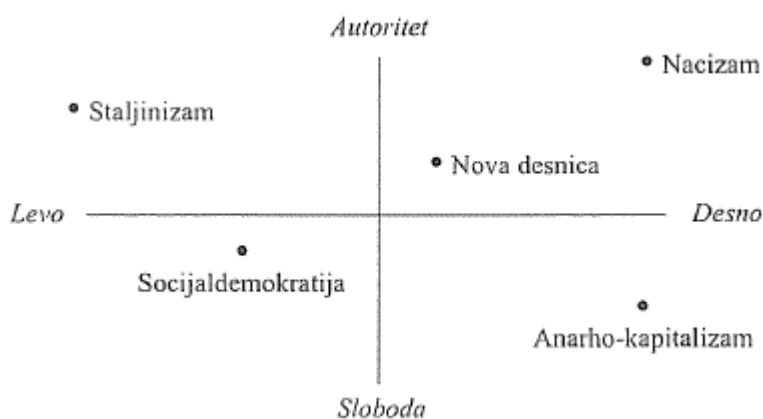 Autoritet
Nacizam
Staljinizam
Nova desnica
Levo
Desno
Socijaldemokratija
Anarho-kapitalizam
Sloboda